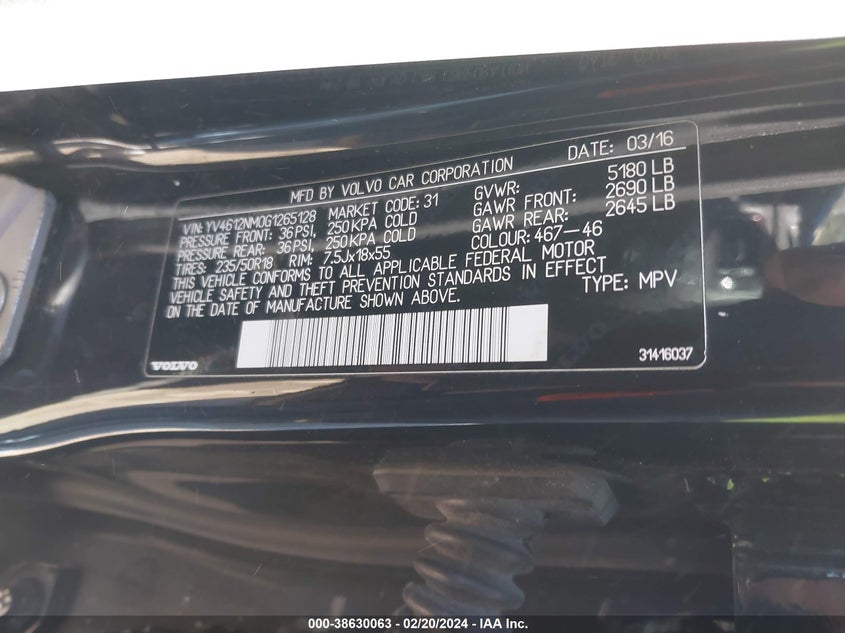 MFD BY VOLVO CAR CORPORATION DATE: 03/16
VIN: YV4612NM0G1265128 MARKET CODE: 31 GVWR: 5180 LB
PRESSURE FRONT: 36PSI, 250KPA COLD GAWR FRONT: 2690 LB
PRESSURE REAR: 36PSI, 250KPA COLD GAWR REAR: 2645 LB
TIRES: 235/50R18 RIM: 7.5Jx18x55 COLOUR: 467-46
THIS VEHICLE CONFORMS TO ALL APPLICABLE FEDERAL MOTOR
VEHICLE SAFETY AND THEFT PREVENTION STANDARDS IN EFFECT
ON THE DATE OF MANUFACTURE SHOWN ABOVE. TYPE: MPV
VOLVO 31416037
000-38630063 - 02/20/2024 - IAA Inc.